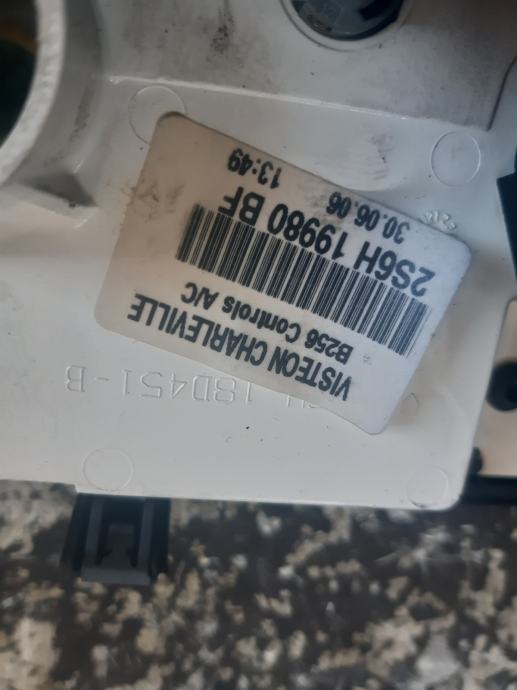 VISTEON CHARLEVILLE
B256 Controls A/C
2S6H 19980 BF
30.06.06
13:49
18D451-B